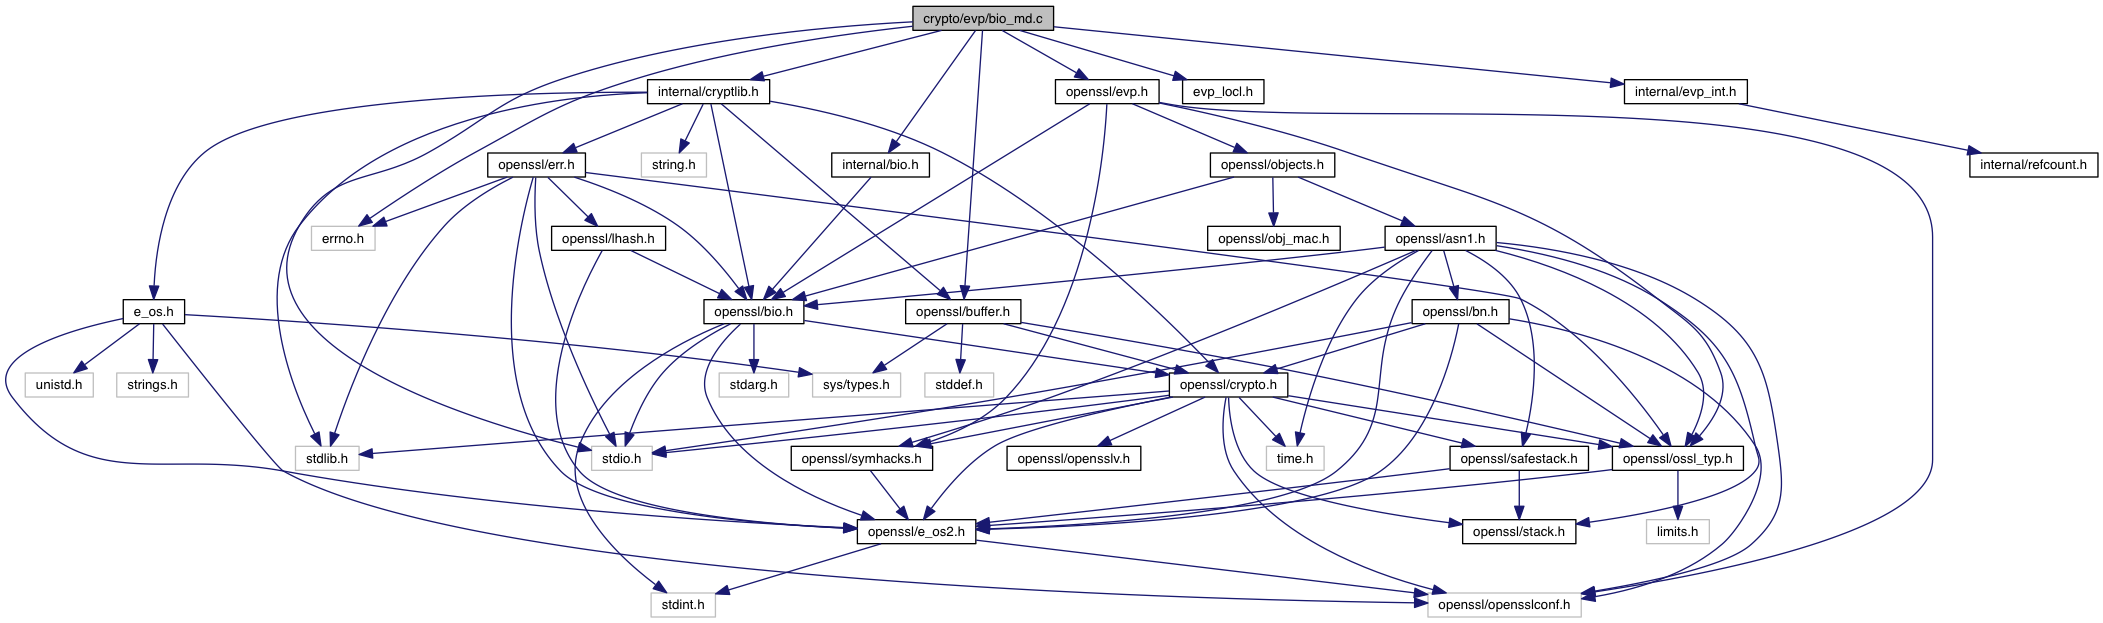 crypto/evp/bio_md.c
internal/cryptlib.h
openssl/evp.h
evp_locl.h
internal/evp_int.h
openssl/err.h
string.h
internal/bio.h
openssl/objects.h
internal/refcount.h
errno.h
openssl/lhash.h
openssl/obj_mac.h
openssl/asn1.h
e_os.h
openssl/bio.h
openssl/buffer.h
openssl/bn.h
unistd.h
strings.h
stdarg.h
sys/types.h
stddef.h
openssl/crypto.h
stdlib.h
stdio.h
openssl/symhacks.h
openssl/opensslv.h
time.h
openssl/safestack.h
openssl/ossl_typ.h
openssl/e_os2.h
openssl/stack.h
limits.h
stdint.h
openssl/opensslconf.h